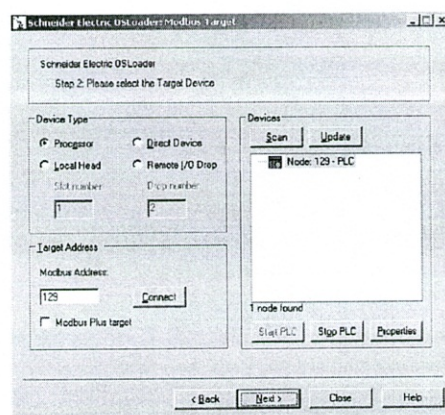 Schneider Electric OSLoader: Modbus Target
Schneider Electric OSLoader
Step 2: Please select the Target Device
Device Type
Processor
Direct Device
Local Head
Remote I/O Drop
Slot number
Drop number
1
2
Target Address
Modbus Address:
129
Connect
Modbus Plus target
Devices
Scan
Update
Node: 129 - PLC
1 node found
Start PLC
Stop PLC
Properties
< Back
Next >
Close
Help